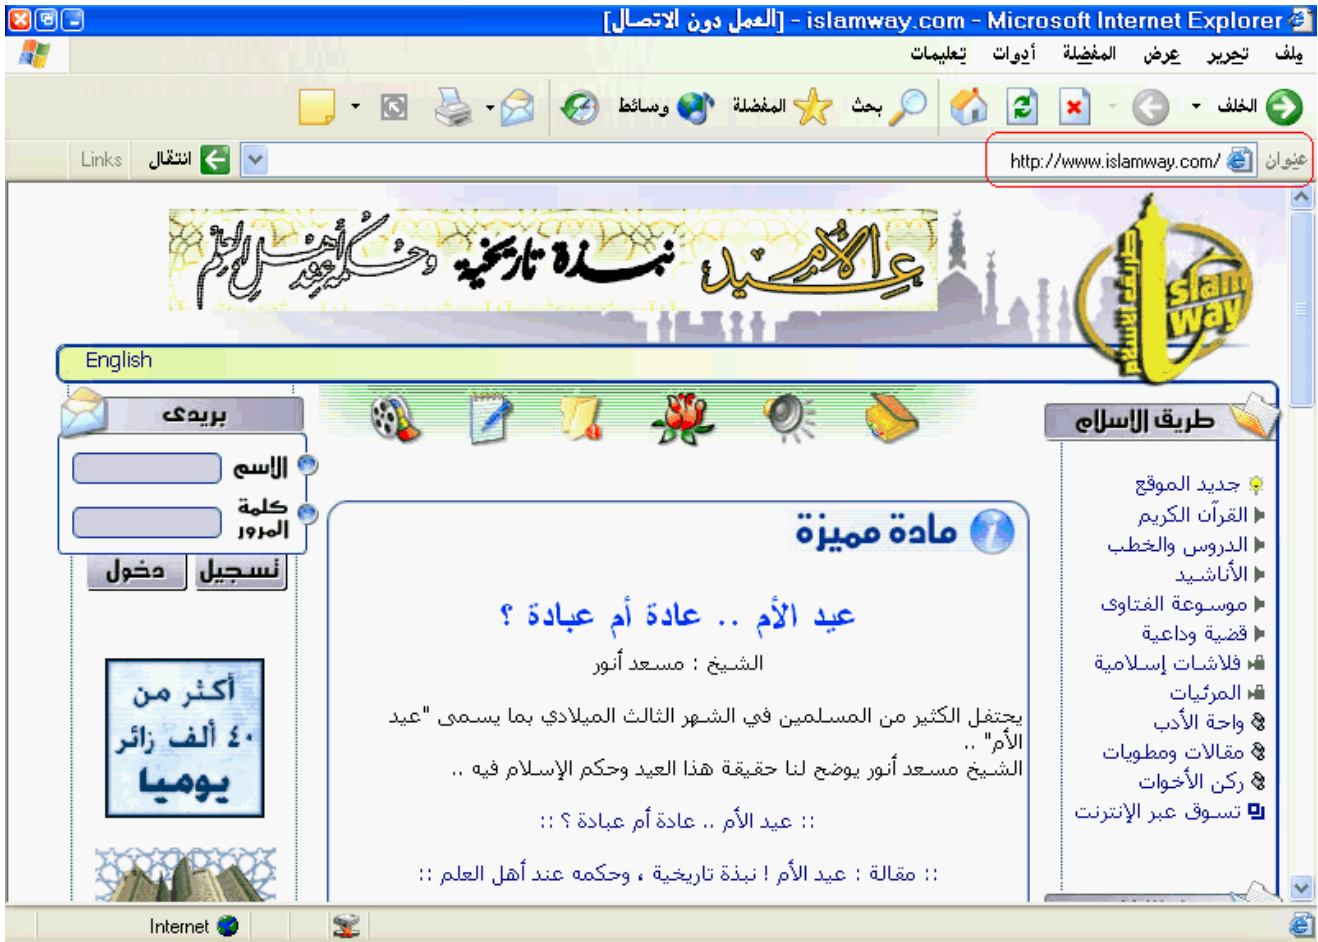 islamway.com - Microsoft Internet Explorer - [العمل دون الاتصال]
ملف تحرير عرض المفضلة أدوات تعليمات
الخلف بحث المفضلة وسائط
عنوان http://www.islamway.com/ انتقال Links
عيد الأم نبذة تاريخية وحكمه عند أهل العلم
طريق الإسلام
Islam way
English
طريق الاسلام
جديد الموقع
القرآن الكريم
الدروس والخطب
الأناشيد
موسوعة الفتاوى
قضية وداعية
فلاشات إسلامية
المرئيات
واحة الأدب
مقالات ومطويات
ركن الأخوات
تسوق عبر الإنترنت
مادة مميزة
عيد الأم .. عادة أم عبادة ؟
الشيخ : مسعد أنور
يحتفل الكثير من المسلمين في الشهر الثالث الميلادي بما يسمى "عيد
الأم" ..
الشيخ مسعد أنور يوضح لنا حقيقة هذا العيد وحكم الإسلام فيه ..
:: عيد الأم .. عادة أم عبادة ؟ ::
:: مقالة : عيد الأم ! نبذة تاريخية ، وحكمه عند أهل العلم ::
بريدى
الاسم
كلمة
المرور
تسجيل دخول
أكثر من
٤٠ ألف زائر
يوميا
Internet